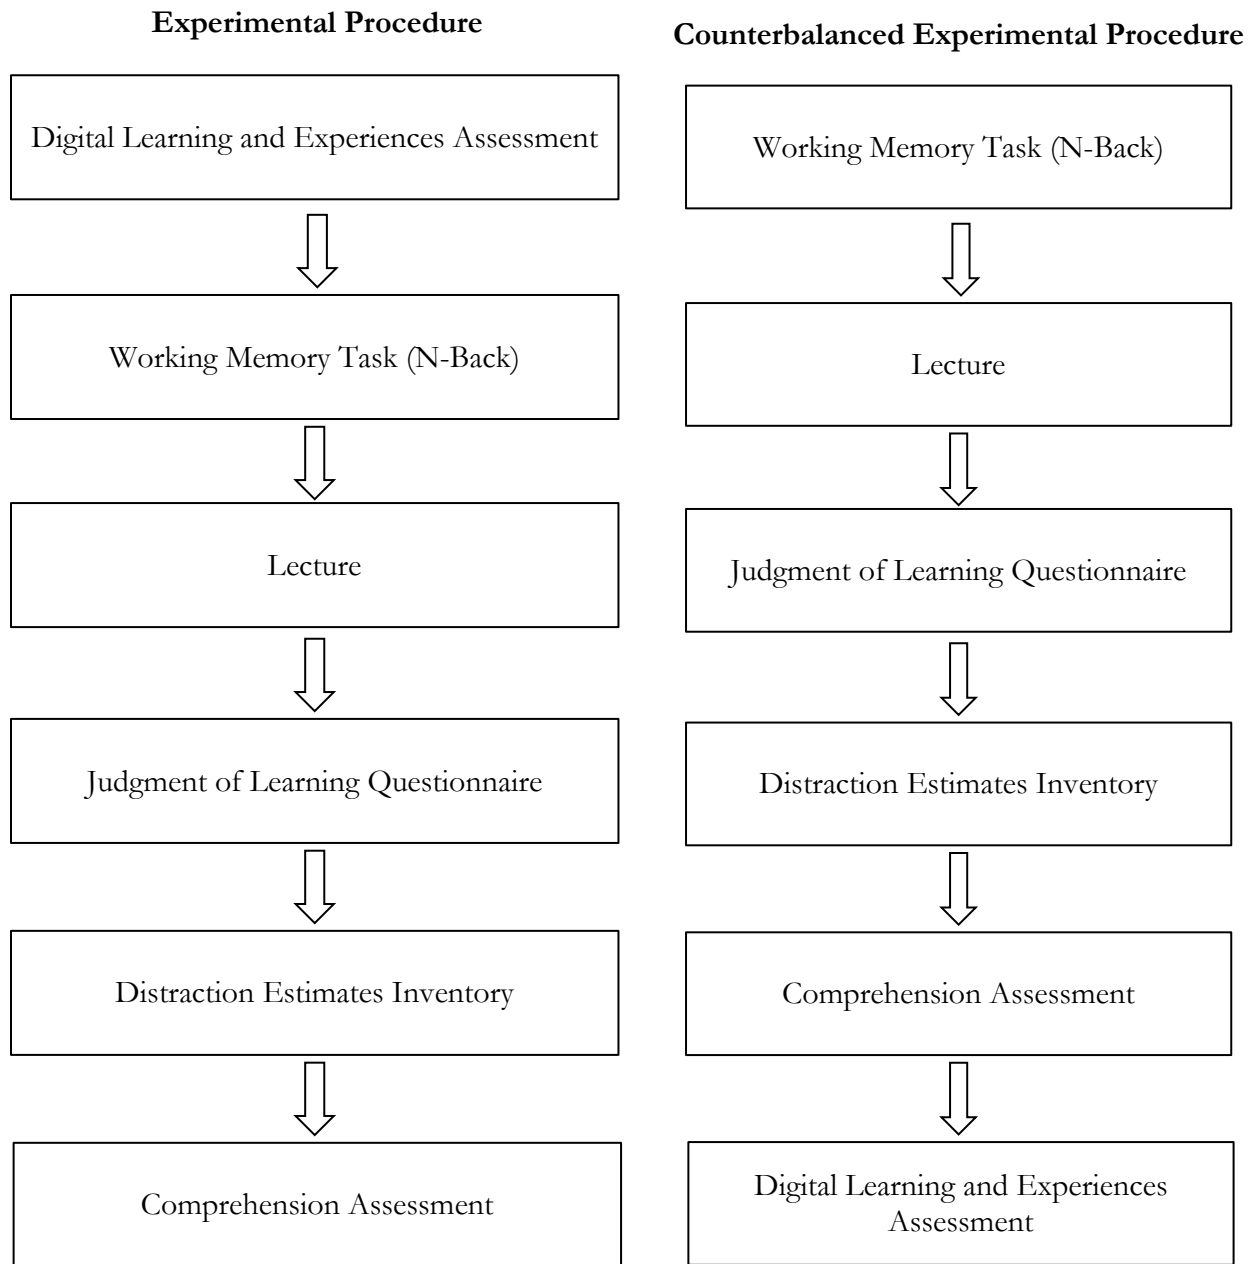 Experimental Procedure
Digital Learning and Experiences Assessment
Working Memory Task (N-Back)
Lecture
Judgment of Learning Questionnaire
Distraction Estimates Inventory
Comprehension Assessment
Counterbalanced Experimental Procedure
Working Memory Task (N-Back)
Lecture
Judgment of Learning Questionnaire
Distraction Estimates Inventory
Comprehension Assessment
Digital Learning and Experiences
Assessment